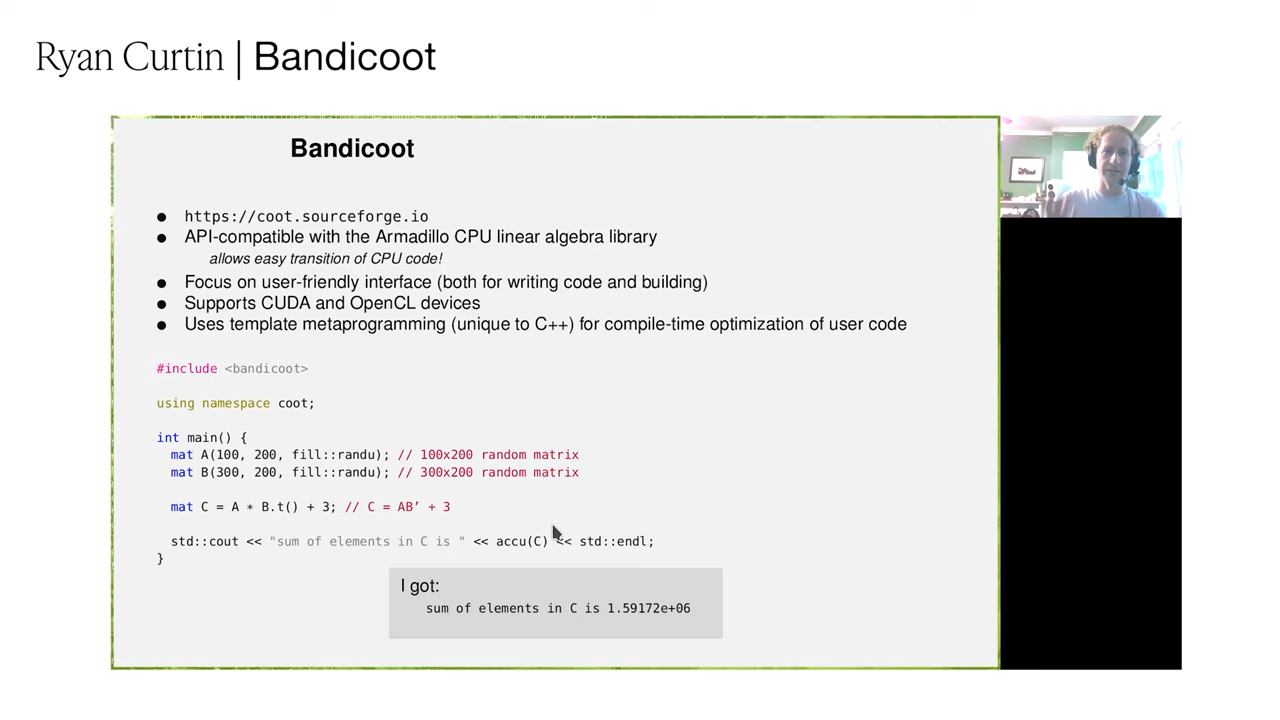 Ryan Curtin | Bandicoot
Bandicoot
● https://coot.sourceforge.io
● API-compatible with the Armadillo CPU linear algebra library
allows easy transition of CPU code!
● Focus on user-friendly interface (both for writing code and building)
● Supports CUDA and OpenCL devices
● Uses template metaprogramming (unique to C++) for compile-time optimization of user code
#include <bandicoot>
using namespace coot;
int main() {
mat A(100, 200, fill::randu); // 100x200 random matrix
mat B(300, 200, fill::randu); // 300x200 random matrix
mat C = A * B.t() + 3; // C = AB’ + 3
std::cout << "sum of elements in C is " << accu(C) << std::endl;
}
I got:
sum of elements in C is 1.59172e+06